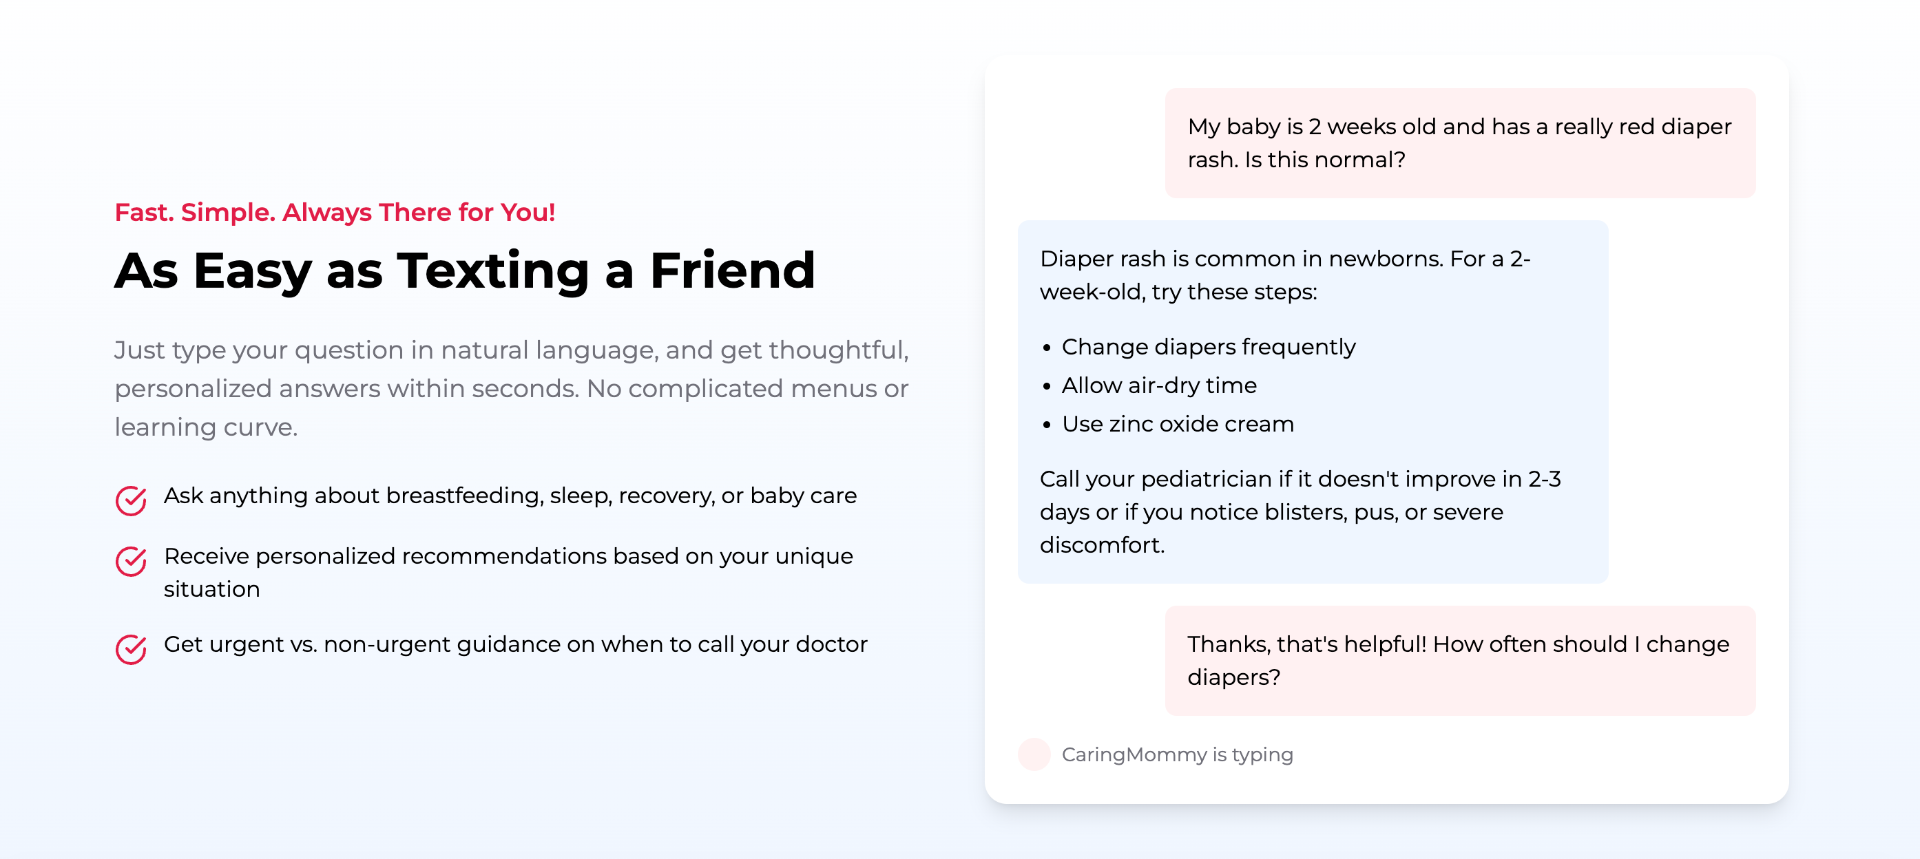 Fast. Simple. Always There for You!
As Easy as Texting a Friend
Just type your question in natural language, and get thoughtful,
personalized answers within seconds. No complicated menus or
learning curve.
Ask anything about breastfeeding, sleep, recovery, or baby care
Receive personalized recommendations based on your unique
situation
Get urgent vs. non-urgent guidance on when to call your doctor
My baby is 2 weeks old and has a really red diaper
rash. Is this normal?
Diaper rash is common in newborns. For a 2-
week-old, try these steps:
• Change diapers frequently
• Allow air-dry time
• Use zinc oxide cream
Call your pediatrician if it doesn't improve in 2-3
days or if you notice blisters, pus, or severe
discomfort.
Thanks, that's helpful! How often should I change
diapers?
CaringMommy is typing